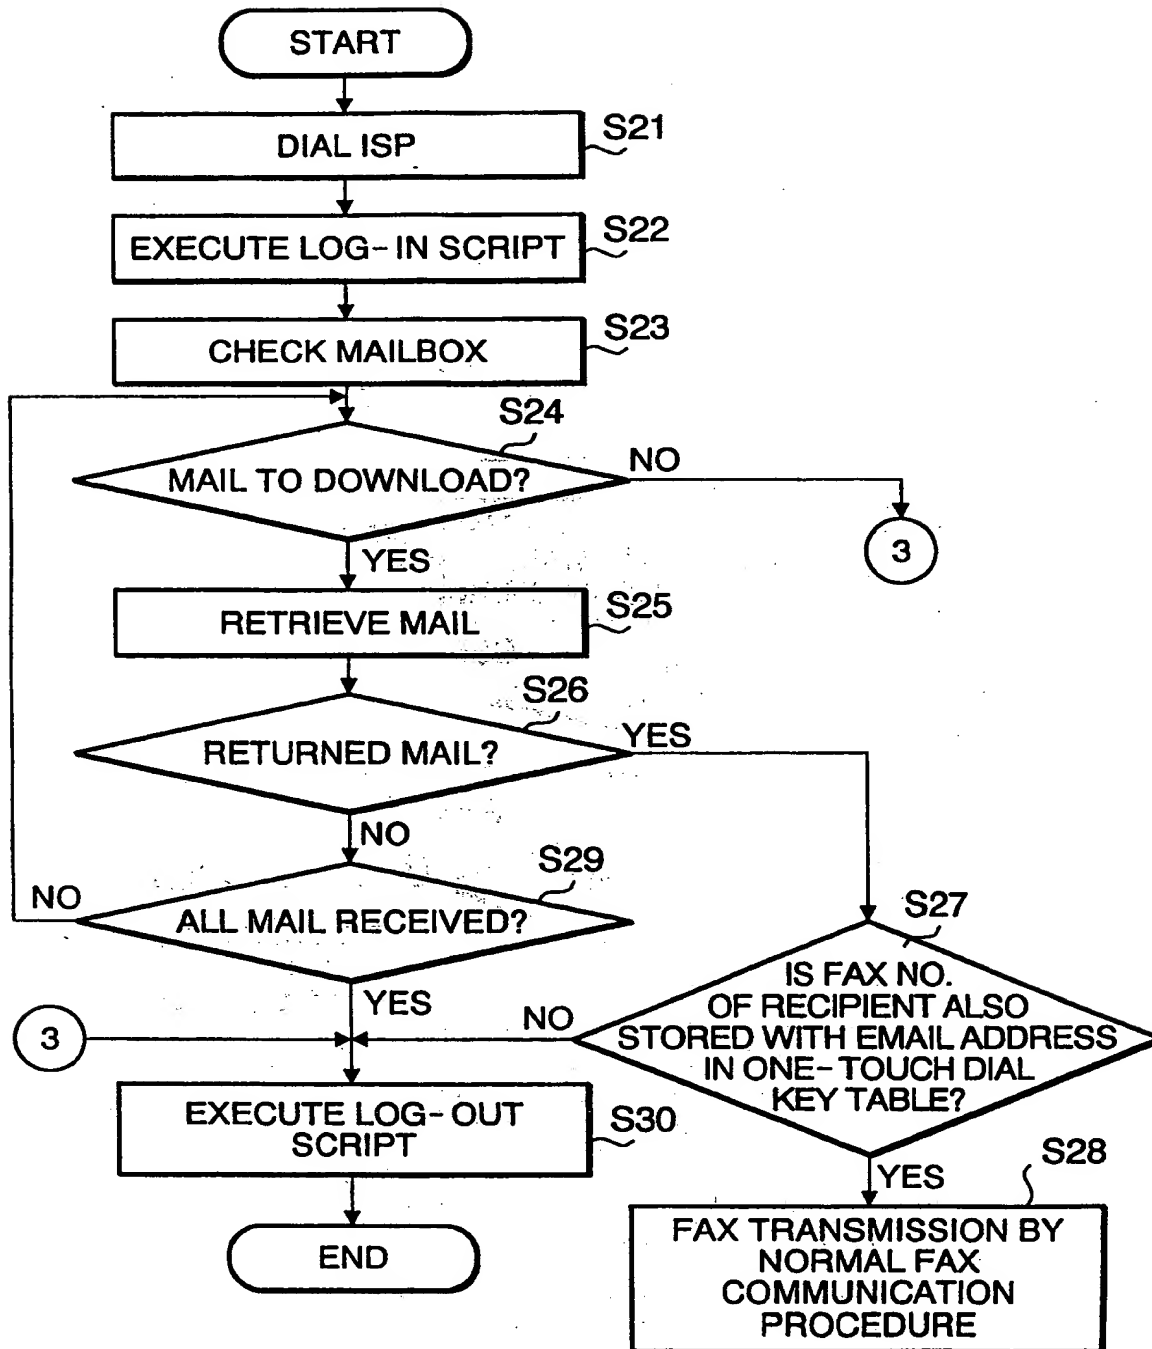 START
S21
DIAL ISP
S22
EXECUTE LOG-IN SCRIPT
S23
CHECK MAILBOX
S24
MAIL TO DOWNLOAD?
NO
3
YES
S25
RETRIEVE MAIL
S26
RETURNED MAIL?
YES
NO
S29
ALL MAIL RECEIVED?
NO
YES
3
S27
IS FAX NO.
OF RECIPIENT ALSO
STORED WITH EMAIL ADDRESS
IN ONE-TOUCH DIAL
KEY TABLE?
NO
YES
EXECUTE LOG-OUT
SCRIPT
S30
END
S28
FAX TRANSMISSION BY
NORMAL FAX
COMMUNICATION
PROCEDURE